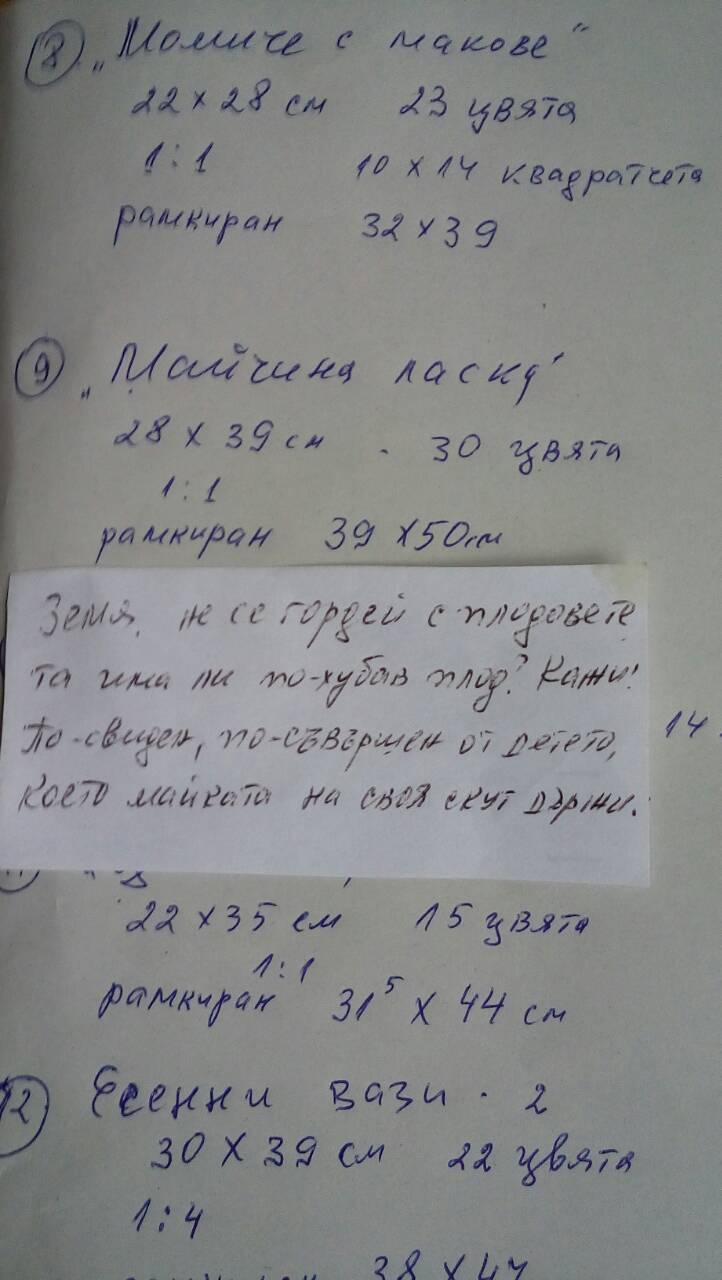 8 „Момиче с макове“
22 x 28 см 23 цвята
1:1 10 x 14 квадратчета
рамкиран 32 x 39
9 „Майчина ласка“
28 x 39 см . 30 цвята
1:1
рамкиран 39 x 50 см
Земя, не се гордей с плодовете
та има ли по-хубав плод? Кажи!
По-свиден, по-съвършен от детето, 14
което майката на своя скут държи.
22 x 35 см 15 цвята
1:1
рамкиран 31⁵ x 44 см
12 Есенни вази . 2
30 x 39 см 22 цвята
1:4
38 x 47